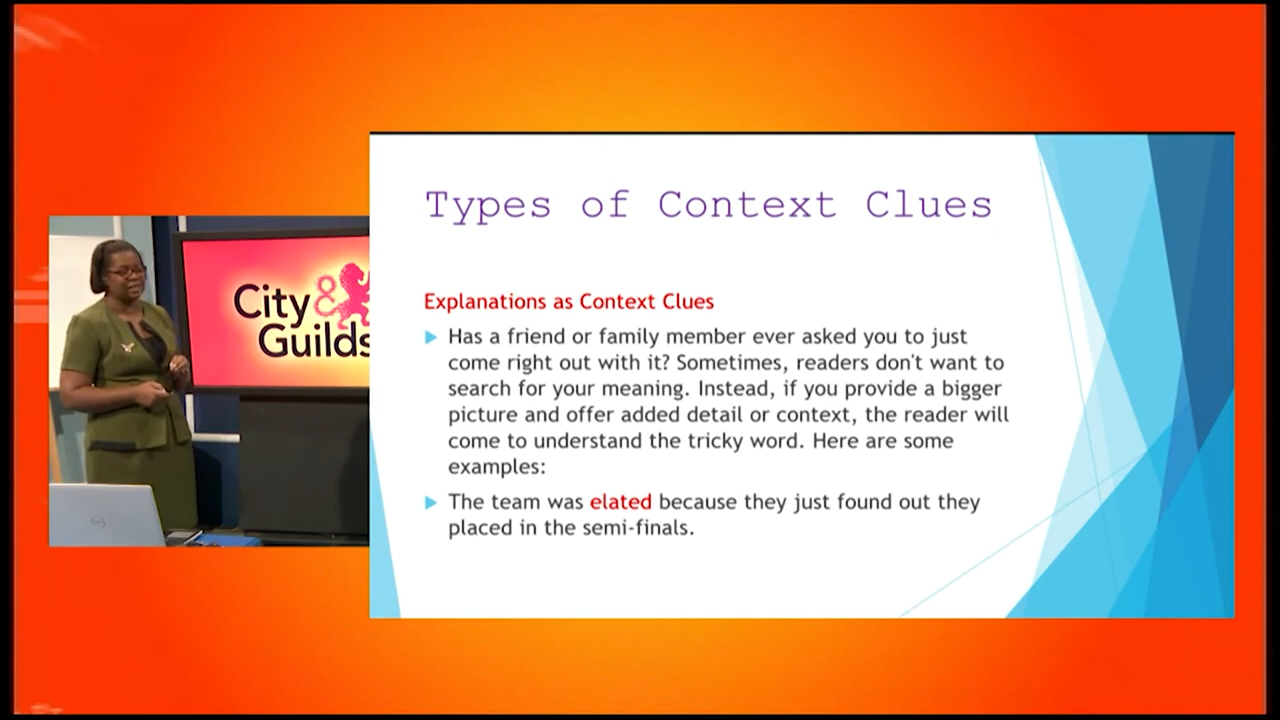 City &
Guilds
Types of Context Clues
Explanations as Context Clues
Has a friend or family member ever asked you to just
come right out with it? Sometimes, readers don't want to
search for your meaning. Instead, if you provide a bigger
picture and offer added detail or context, the reader will
come to understand the tricky word. Here are some
examples:
The team was elated because they just found out they
placed in the semi-finals.